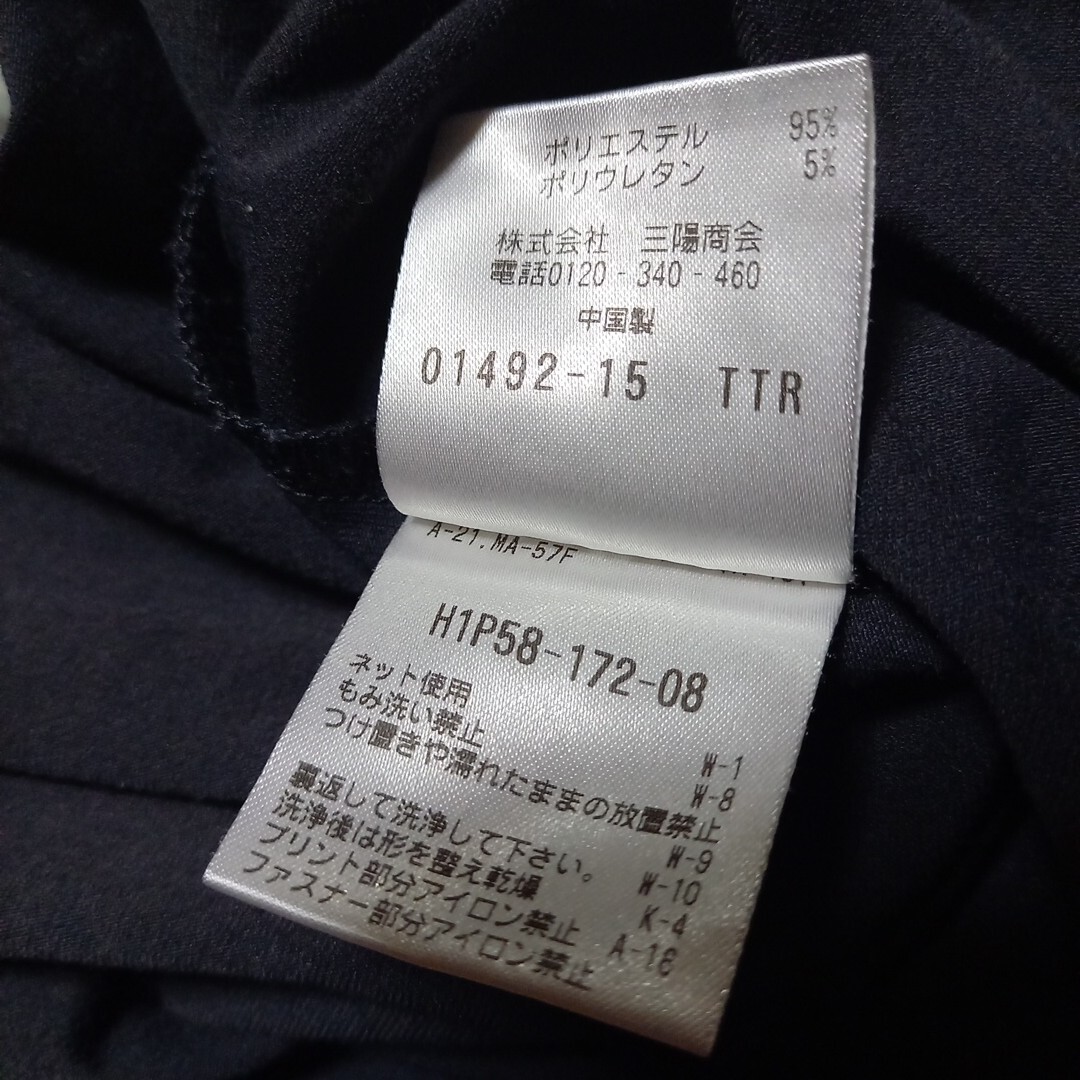 ポリエステル 95%
ポリウレタン 5%
株式会社 三陽商会
電話0120-340-460
中国製
01492-15 TTR
A-21.MA-57F
H1P58-172-08
ネット使用 W-1
もみ洗い禁止 W-8
つけ置きや濡れたままの放置禁止
裏返して洗浄して下さい。 W-9
洗浄後は形を整え乾燥 W-10
プリント部分アイロン禁止 K-4
ファスナー部分アイロン禁止 A-16